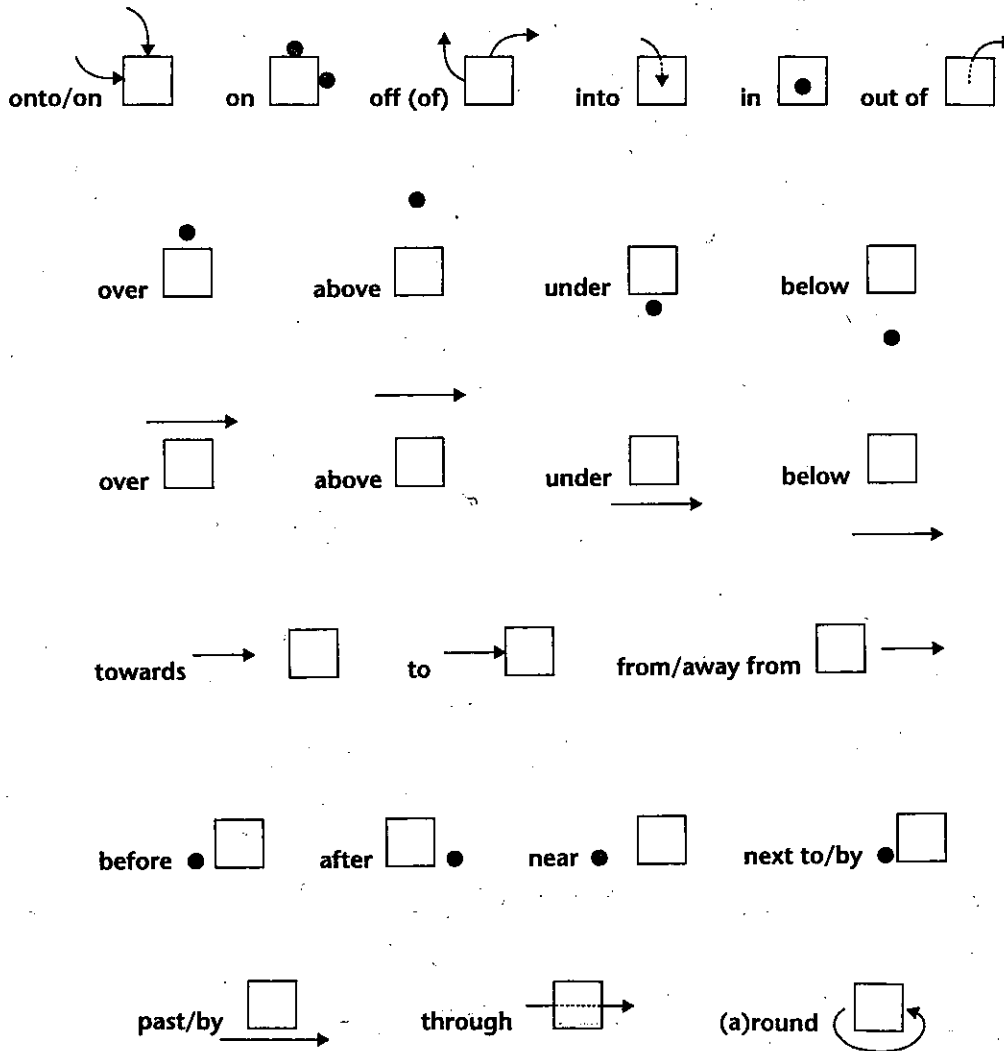 onto/on on off (of) into in out of
over above under below
over above under below
towards to from/away from
before after near next to/by
past/by through (a)round